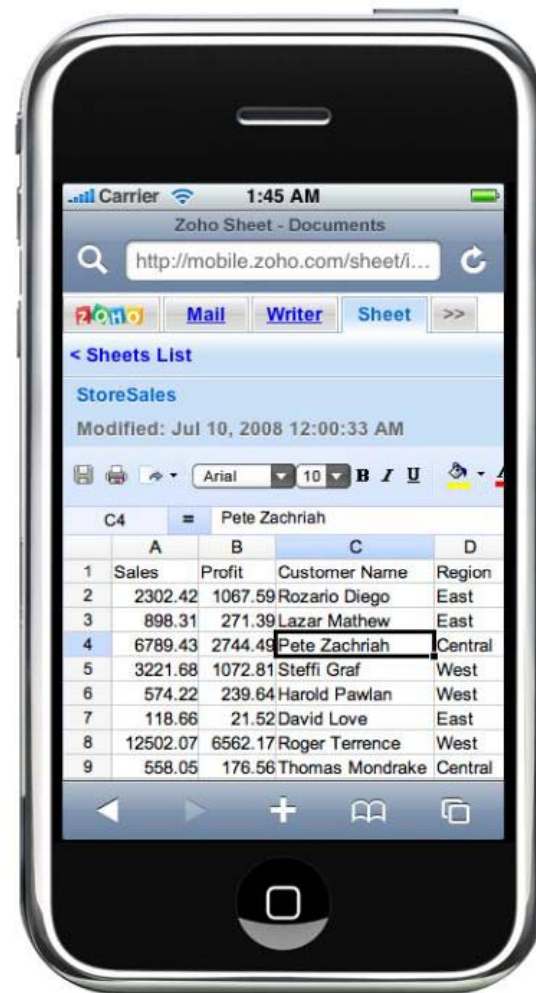 Carrier 1:45 AM
Zoho Sheet - Documents
http://mobile.zoho.com/sheet/i...
ZOHO Mail Writer Sheet >>
< Sheets List
StoreSales
Modified: Jul 10, 2008 12:00:33 AM
Arial 10 B I U A
C4 = Pete Zachriah
A B C D
1 Sales Profit Customer Name Region
2 2302.42 1067.59 Rozario Diego East
3 898.31 271.39 Lazar Mathew East
4 6789.43 2744.49 Pete Zachriah Central
5 3221.68 1072.81 Steffi Graf West
6 574.22 239.64 Harold Pawlan West
7 118.66 21.52 David Love East
8 12502.07 6562.17 Roger Terrence West
9 558.05 176.56 Thomas Mondrake Central